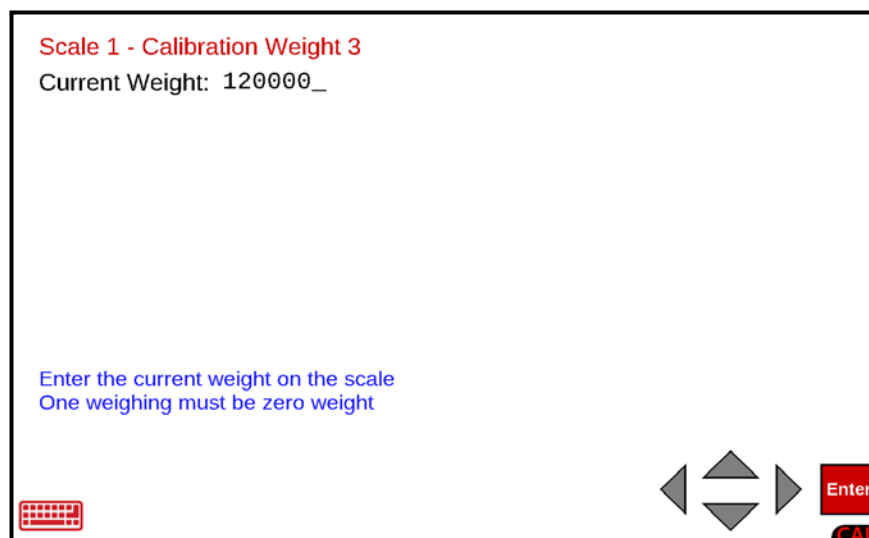 Scale 1 - Calibration Weight 3
Current Weight: 120000_
Enter the current weight on the scale
One weighing must be zero weight
Enter